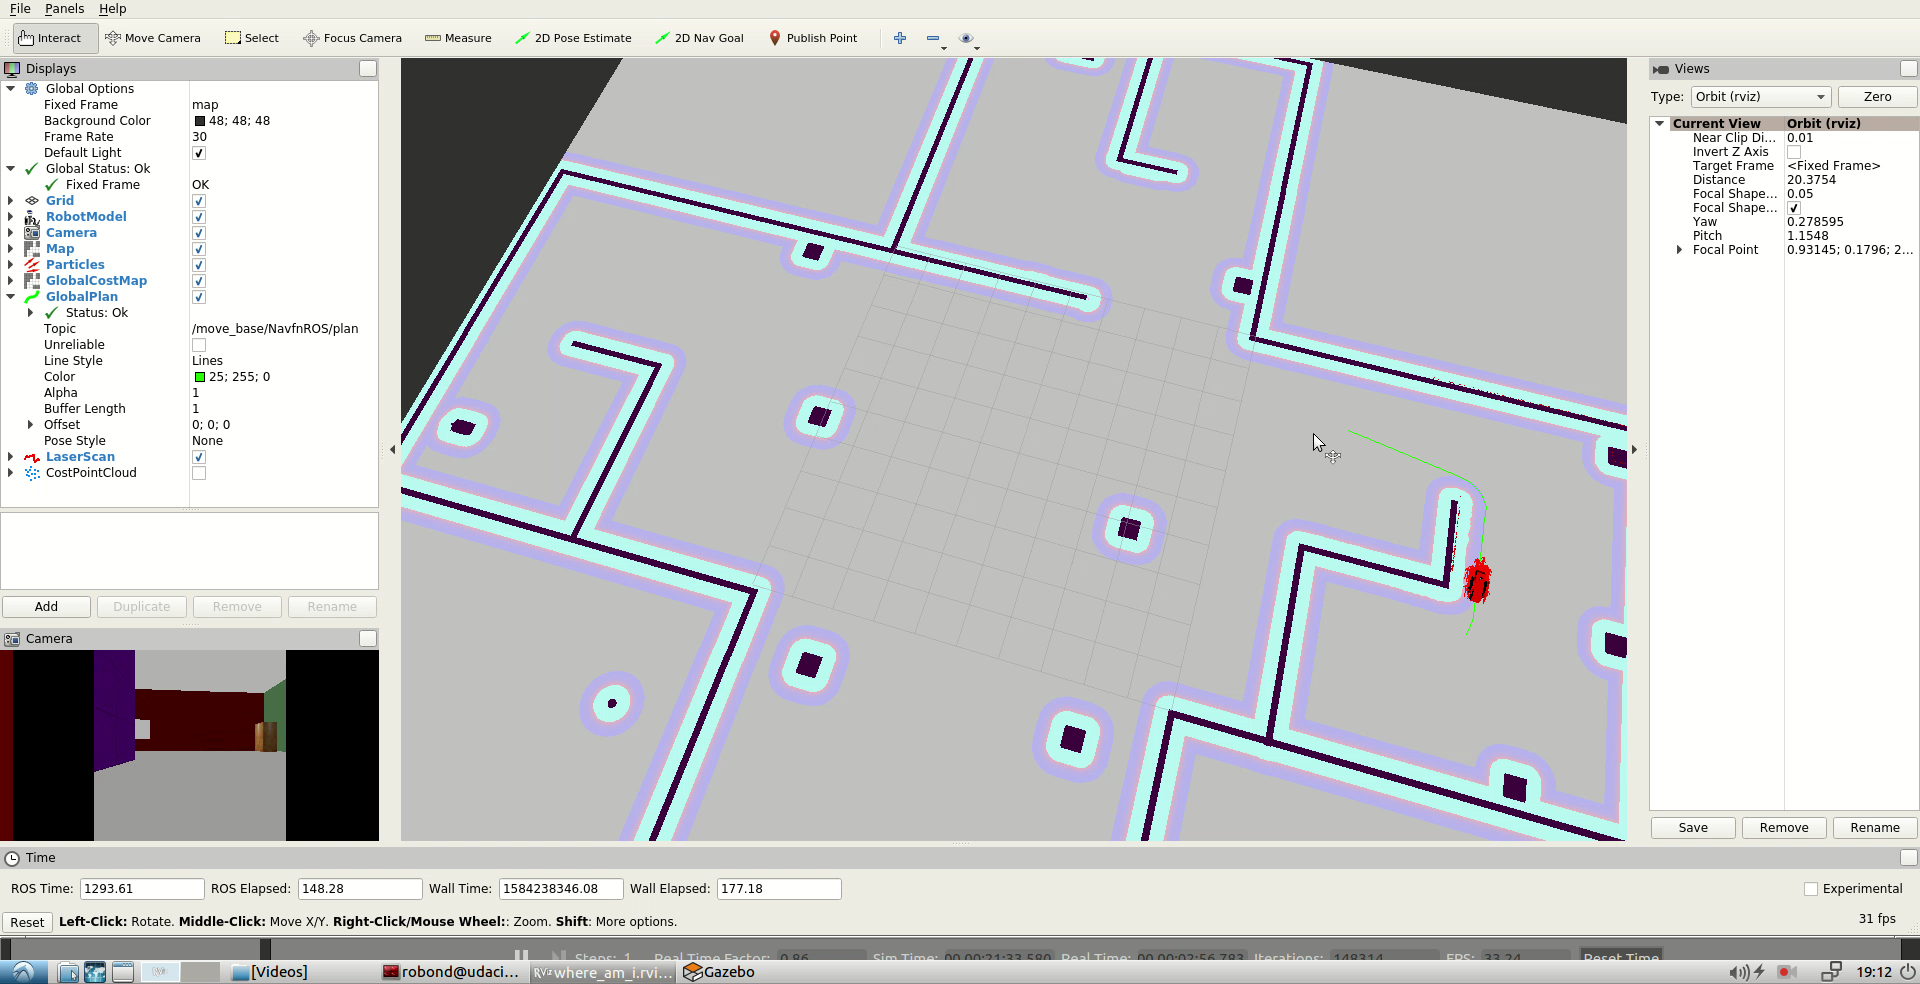 File Panels Help
Interact Move Camera Select Focus Camera Measure 2D Pose Estimate 2D Nav Goal Publish Point
Displays
Global Options
Fixed Frame map
Background Color 48; 48; 48
Frame Rate 30
Default Light
Global Status: Ok
Fixed Frame OK
Grid
RobotModel
Camera
Map
Particles
GlobalCostMap
GlobalPlan
Status: Ok
Topic /move_base/NavfnROS/plan
Unreliable
Line Style Lines
Color 25; 255; 0
Alpha 1
Buffer Length 1
Offset 0; 0; 0
Pose Style None
LaserScan
CostPointCloud
Add Duplicate Remove Rename
Camera
Views
Type: Orbit (rviz) Zero
Current View Orbit (rviz)
Near Clip Di... 0.01
Invert Z Axis
Target Frame <Fixed Frame>
Distance 20.3754
Focal Shape... 0.05
Focal Shape...
Yaw 0.278595
Pitch 1.1548
Focal Point 0.93145; 0.1796; 2...
Save Remove Rename
Time
ROS Time: 1293.61 ROS Elapsed: 148.28 Wall Time: 1584238346.08 Wall Elapsed: 177.18 Experimental
Reset Left-Click: Rotate. Middle-Click: Move X/Y. Right-Click/Mouse Wheel:: Zoom. Shift: More options. 31 fps
Steps: 1 Real Time Factor: 0.86 Sim Time: 00 00:21:33.580 Real Time: 00 00:02:56.783 Iterations: 148314 FPS: 33.24 Reset Time
[Videos] robond@udaci... where_am_i.rvi... Gazebo 19:12